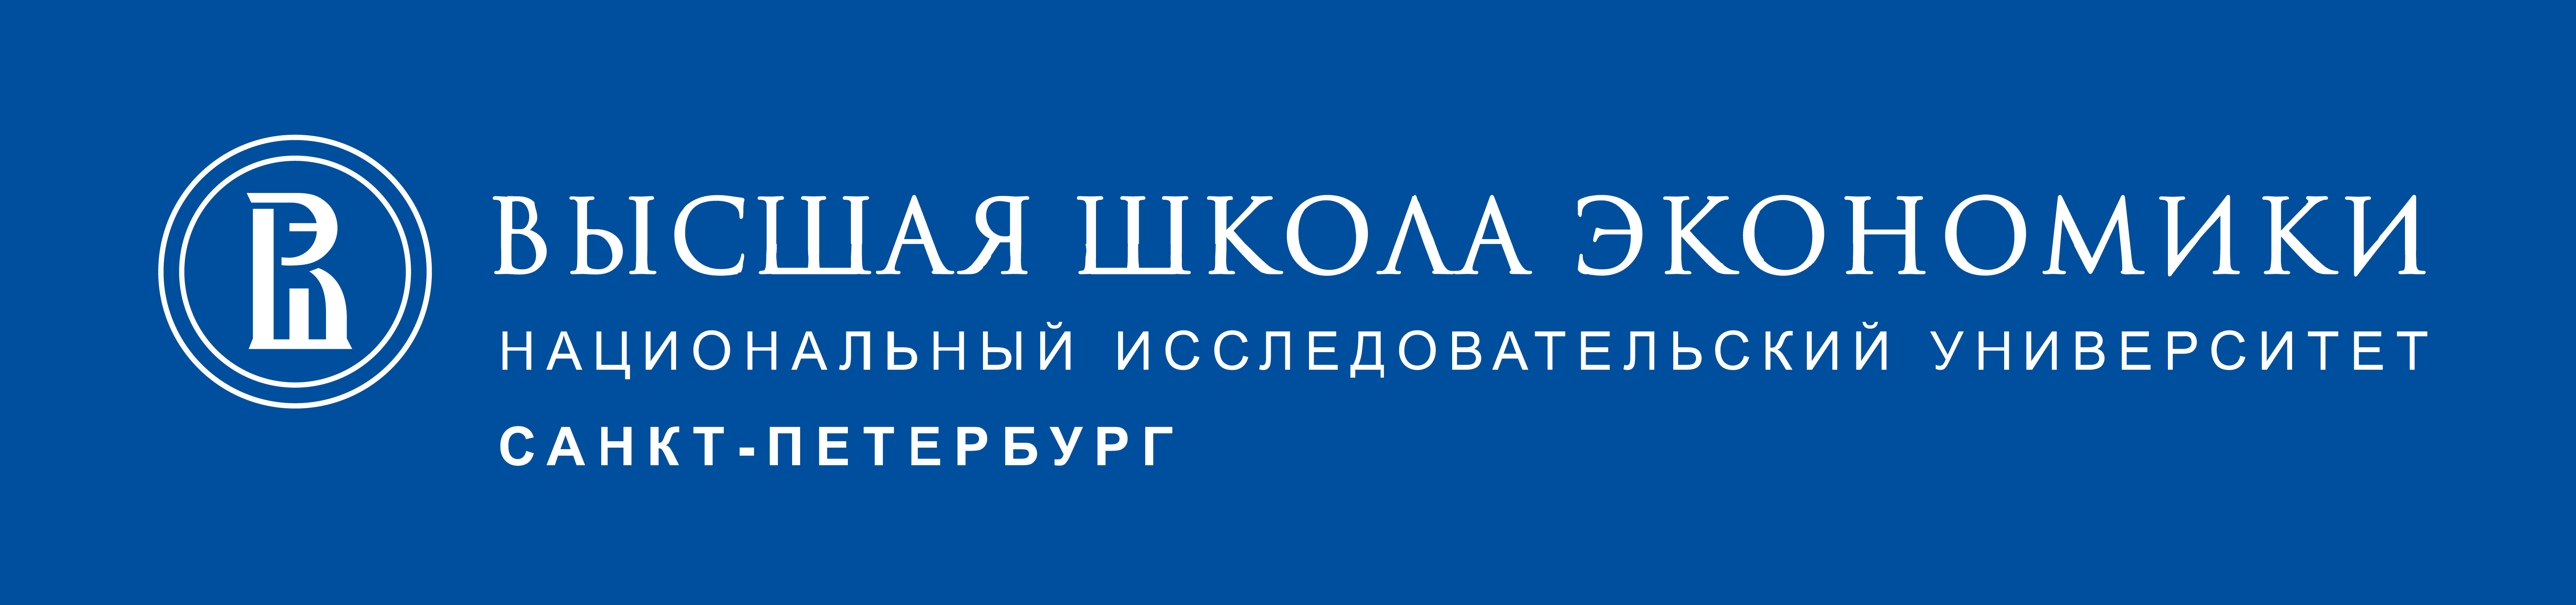 ВЫСШАЯ ШКОЛА ЭКОНОМИКИ
НАЦИОНАЛЬНЫЙ ИССЛЕДОВАТЕЛЬСКИЙ УНИВЕРСИТЕТ
САНКТ-ПЕТЕРБУРГ